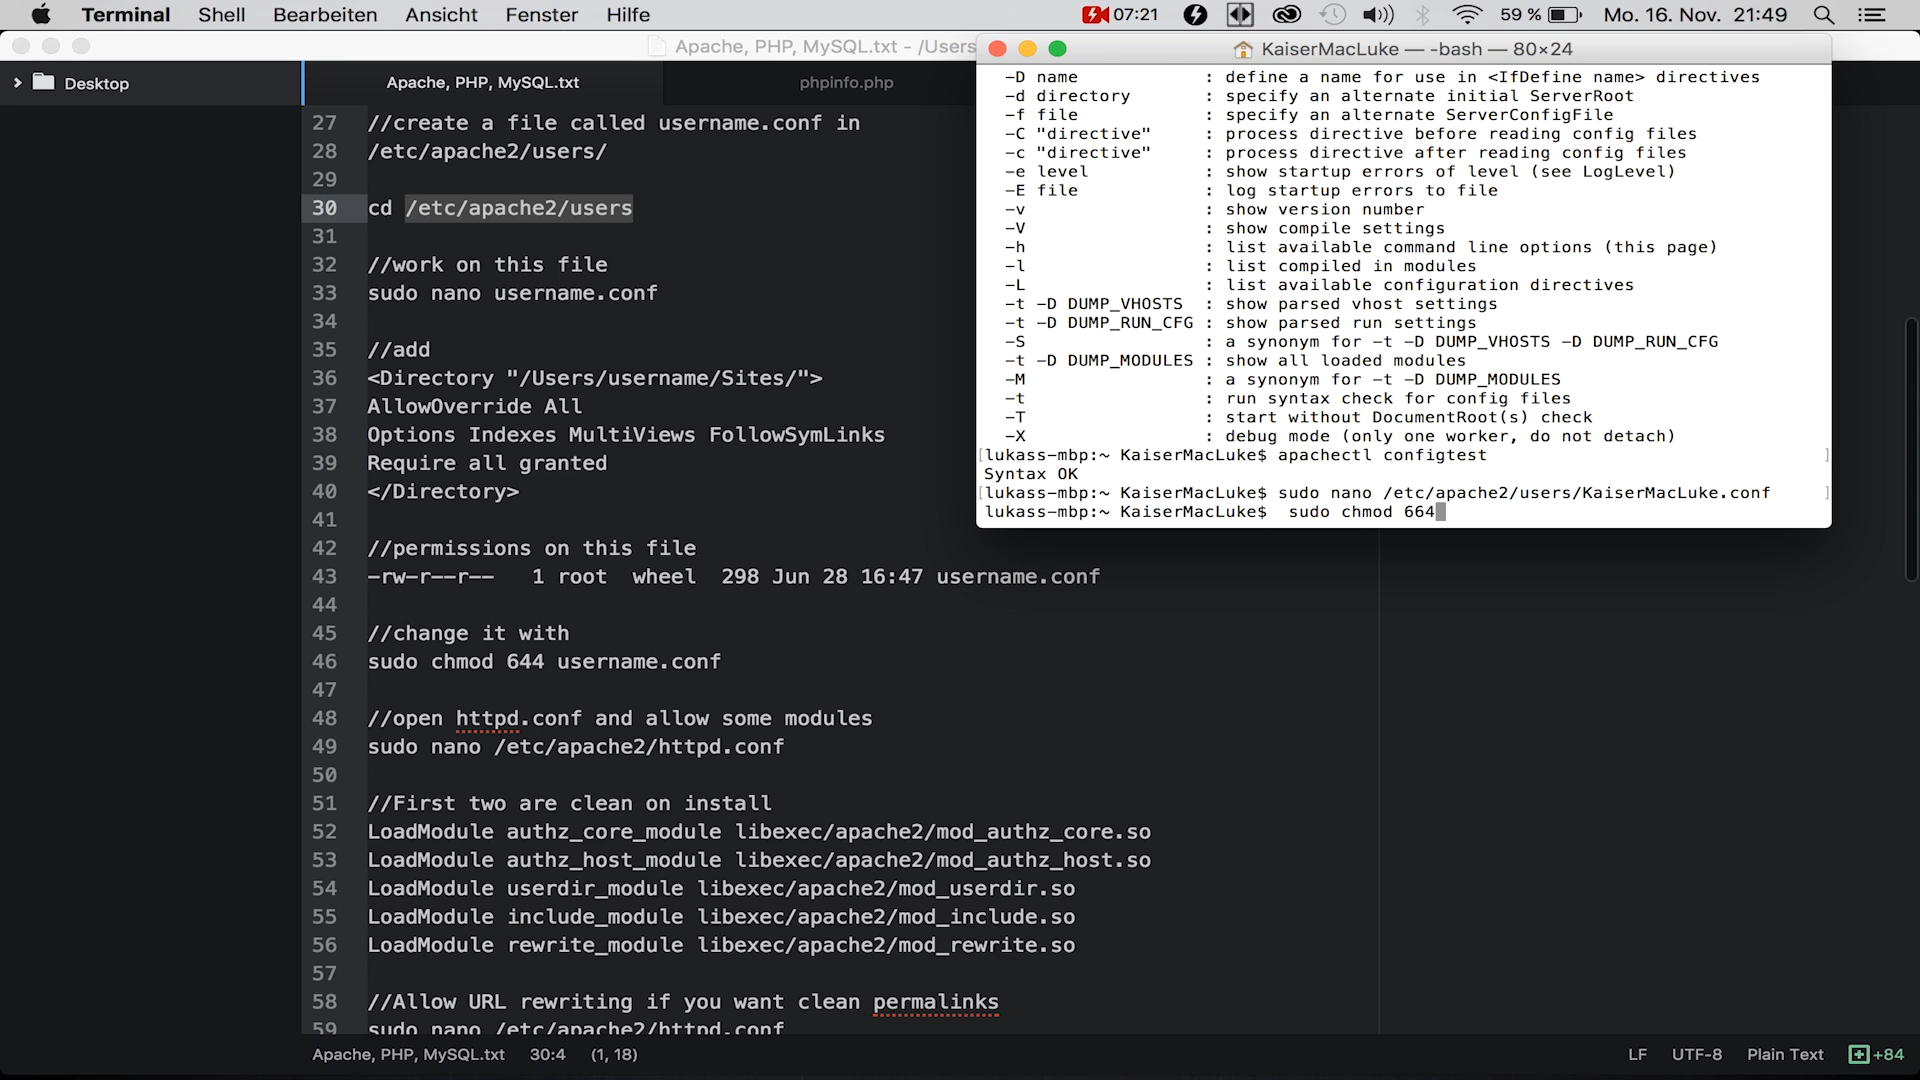 Terminal Shell Bearbeiten Ansicht Fenster Hilfe 07:21 59 % Mo. 16. Nov. 21:49
Apache, PHP, MySQL.txt - /Users
Desktop
Apache, PHP, MySQL.txt
phpinfo.php
27 //create a file called username.conf in
28 /etc/apache2/users/
29
30 cd /etc/apache2/users
31
32 //work on this file
33 sudo nano username.conf
34
35 //add
36 <Directory "/Users/username/Sites/">
37 AllowOverride All
38 Options Indexes MultiViews FollowSymLinks
39 Require all granted
40 </Directory>
41
42 //permissions on this file
43 -rw-r--r--   1 root  wheel  298 Jun 28 16:47 username.conf
44
45 //change it with
46 sudo chmod 644 username.conf
47
48 //open httpd.conf and allow some modules
49 sudo nano /etc/apache2/httpd.conf
50
51 //First two are clean on install
52 LoadModule authz_core_module libexec/apache2/mod_authz_core.so
53 LoadModule authz_host_module libexec/apache2/mod_authz_host.so
54 LoadModule userdir_module libexec/apache2/mod_userdir.so
55 LoadModule include_module libexec/apache2/mod_include.so
56 LoadModule rewrite_module libexec/apache2/mod_rewrite.so
57
58 //Allow URL rewriting if you want clean permalinks
59 sudo nano /etc/apache2/httpd.conf
KaiserMacLuke — -bash — 80×24
-D name : define a name for use in <IfDefine name> directives
-d directory : specify an alternate initial ServerRoot
-f file : specify an alternate ServerConfigFile
-C "directive" : process directive before reading config files
-c "directive" : process directive after reading config files
-e level : show startup errors of level (see LogLevel)
-E file : log startup errors to file
-v : show version number
-V : show compile settings
-h : list available command line options (this page)
-l : list compiled in modules
-L : list available configuration directives
-t -D DUMP_VHOSTS : show parsed vhost settings
-t -D DUMP_RUN_CFG : show parsed run settings
-S : a synonym for -t -D DUMP_VHOSTS -D DUMP_RUN_CFG
-t -D DUMP_MODULES : show all loaded modules
-M : a synonym for -t -D DUMP_MODULES
-t : run syntax check for config files
-T : start without DocumentRoot(s) check
-X : debug mode (only one worker, do not detach)
[lukass-mbp:~ KaiserMacLuke$ apachectl configtest ]
Syntax OK
[lukass-mbp:~ KaiserMacLuke$ sudo nano /etc/apache2/users/KaiserMacLuke.conf ]
lukass-mbp:~ KaiserMacLuke$  sudo chmod 664
Apache, PHP, MySQL.txt 30:4 (1, 18) LF UTF-8 Plain Text +84